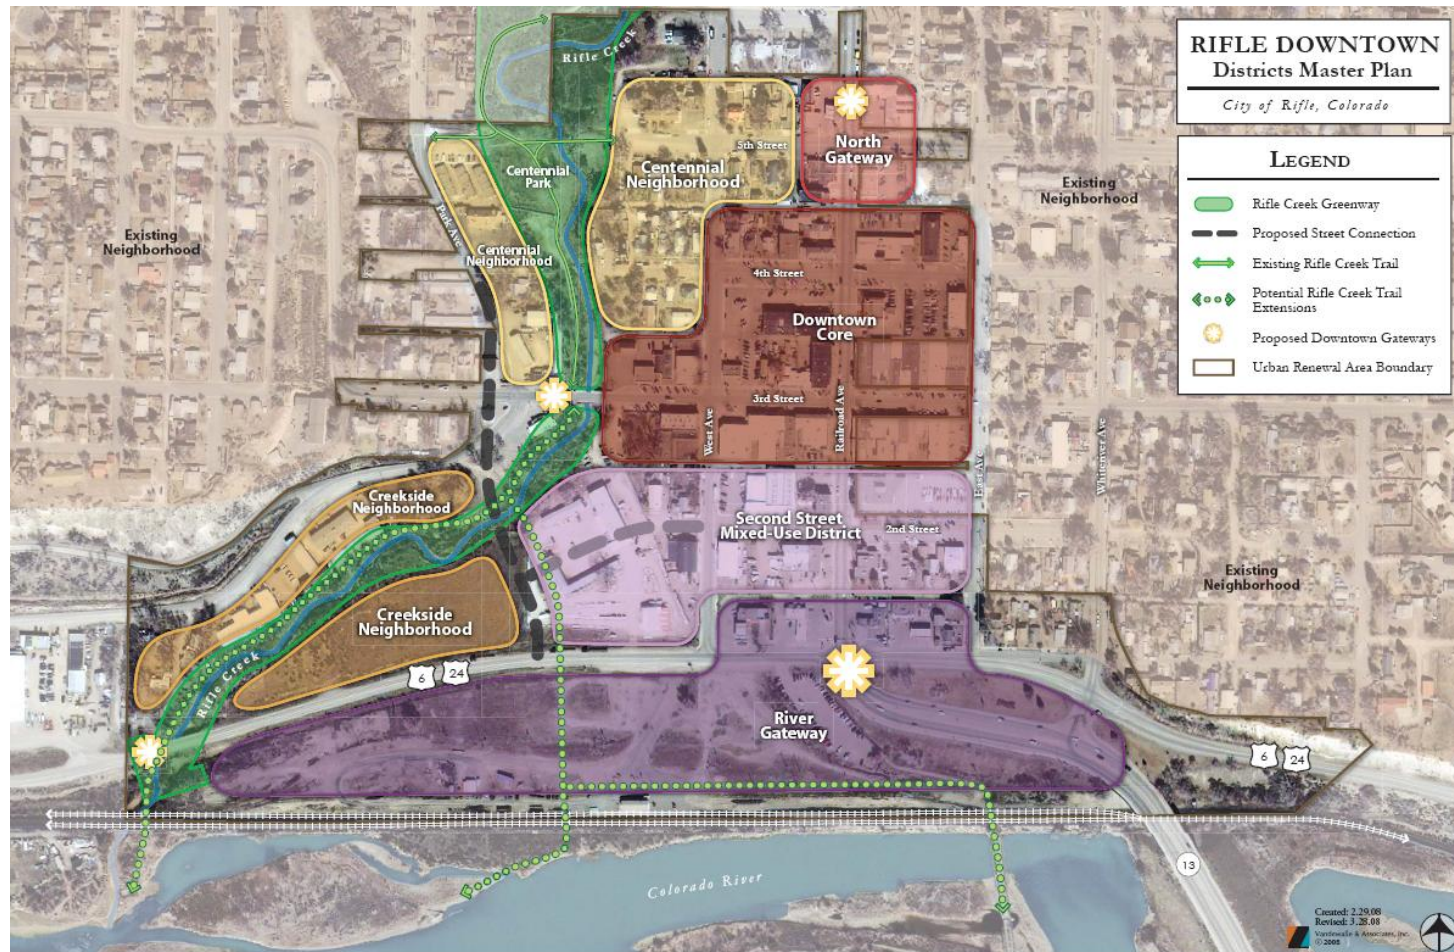 RIFLE DOWNTOWN
Districts Master Plan
City of Rifle, Colorado
LEGEND
Rifle Creek Greenway
Proposed Street Connection
Existing Rifle Creek Trail
Potential Rifle Creek Trail
Extensions
Proposed Downtown Gateways
Urban Renewal Area Boundary
Rifle Creek
5th Street
North
Gateway
Centennial
Neighborhood
Centennial
Park
Existing
Neighborhood
Park Ave
Existing
Neighborhood
Centennial
Neighborhood
4th Street
Downtown
Core
3rd Street
West Ave
Railroad Ave
East Ave
Whiteriver Ave
Creekside
Neighborhood
Second Street
Mixed-Use District
2nd Street
Existing
Neighborhood
Creekside
Neighborhood
Rifle Creek
6
24
River
Gateway
6
24
13
Colorado River
Created: 2.29.08
Revised: 3.28.08
Vandewalle & Associates, Inc.
© 2008